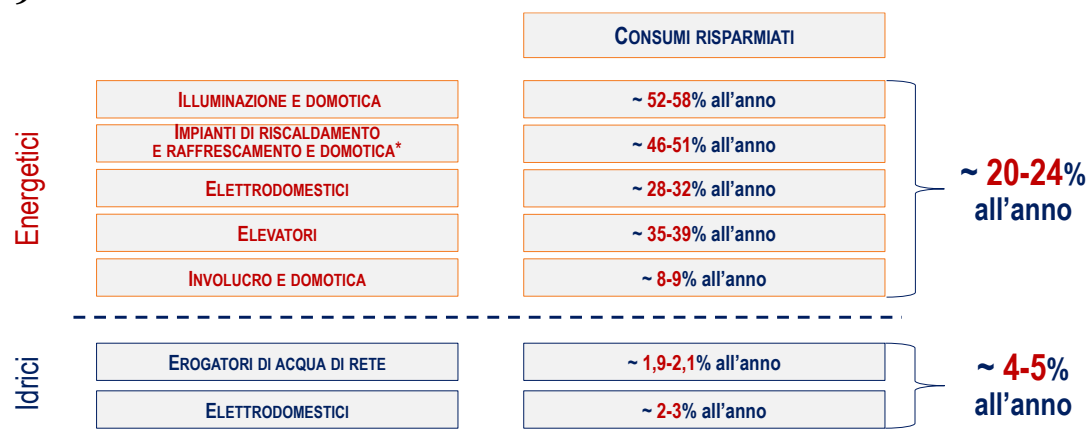 CONSUMI RISPARMIATI
Energetici
ILLUMINAZIONE E DOMOTICA
~ 52-58% all'anno
IMPIANTI DI RISCALDAMENTO
E RAFFRESCAMENTO E DOMOTICA*
~ 46-51% all'anno
ELETTRODOMESTICI
~ 28-32% all'anno
ELEVATORI
~ 35-39% all'anno
INVOLUCRO E DOMOTICA
~ 8-9% all'anno
~ 20-24%
all'anno
Idrici
EROGATORI DI ACQUA DI RETE
~ 1,9-2,1% all'anno
ELETTRODOMESTICI
~ 2-3% all'anno
~ 4-5%
all'anno